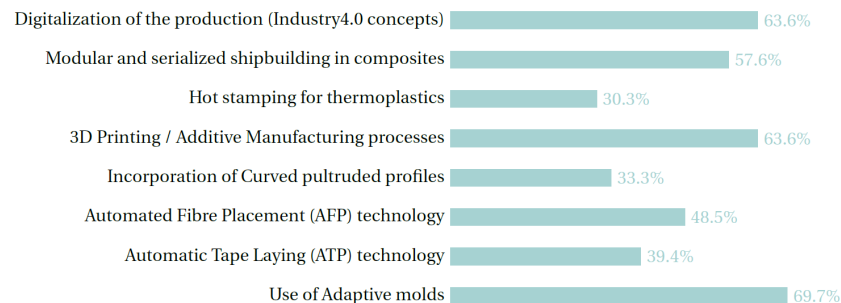 Digitalization of the production (Industry4.0 concepts) 63.6%
Modular and serialized shipbuilding in composites 57.6%
Hot stamping for thermoplastics 30.3%
3D Printing / Additive Manufacturing processes 63.6%
Incorporation of Curved pultruded profiles 33.3%
Automated Fibre Placement (AFP) technology 48.5%
Automatic Tape Laying (ATP) technology 39.4%
Use of Adaptive molds 69.7%